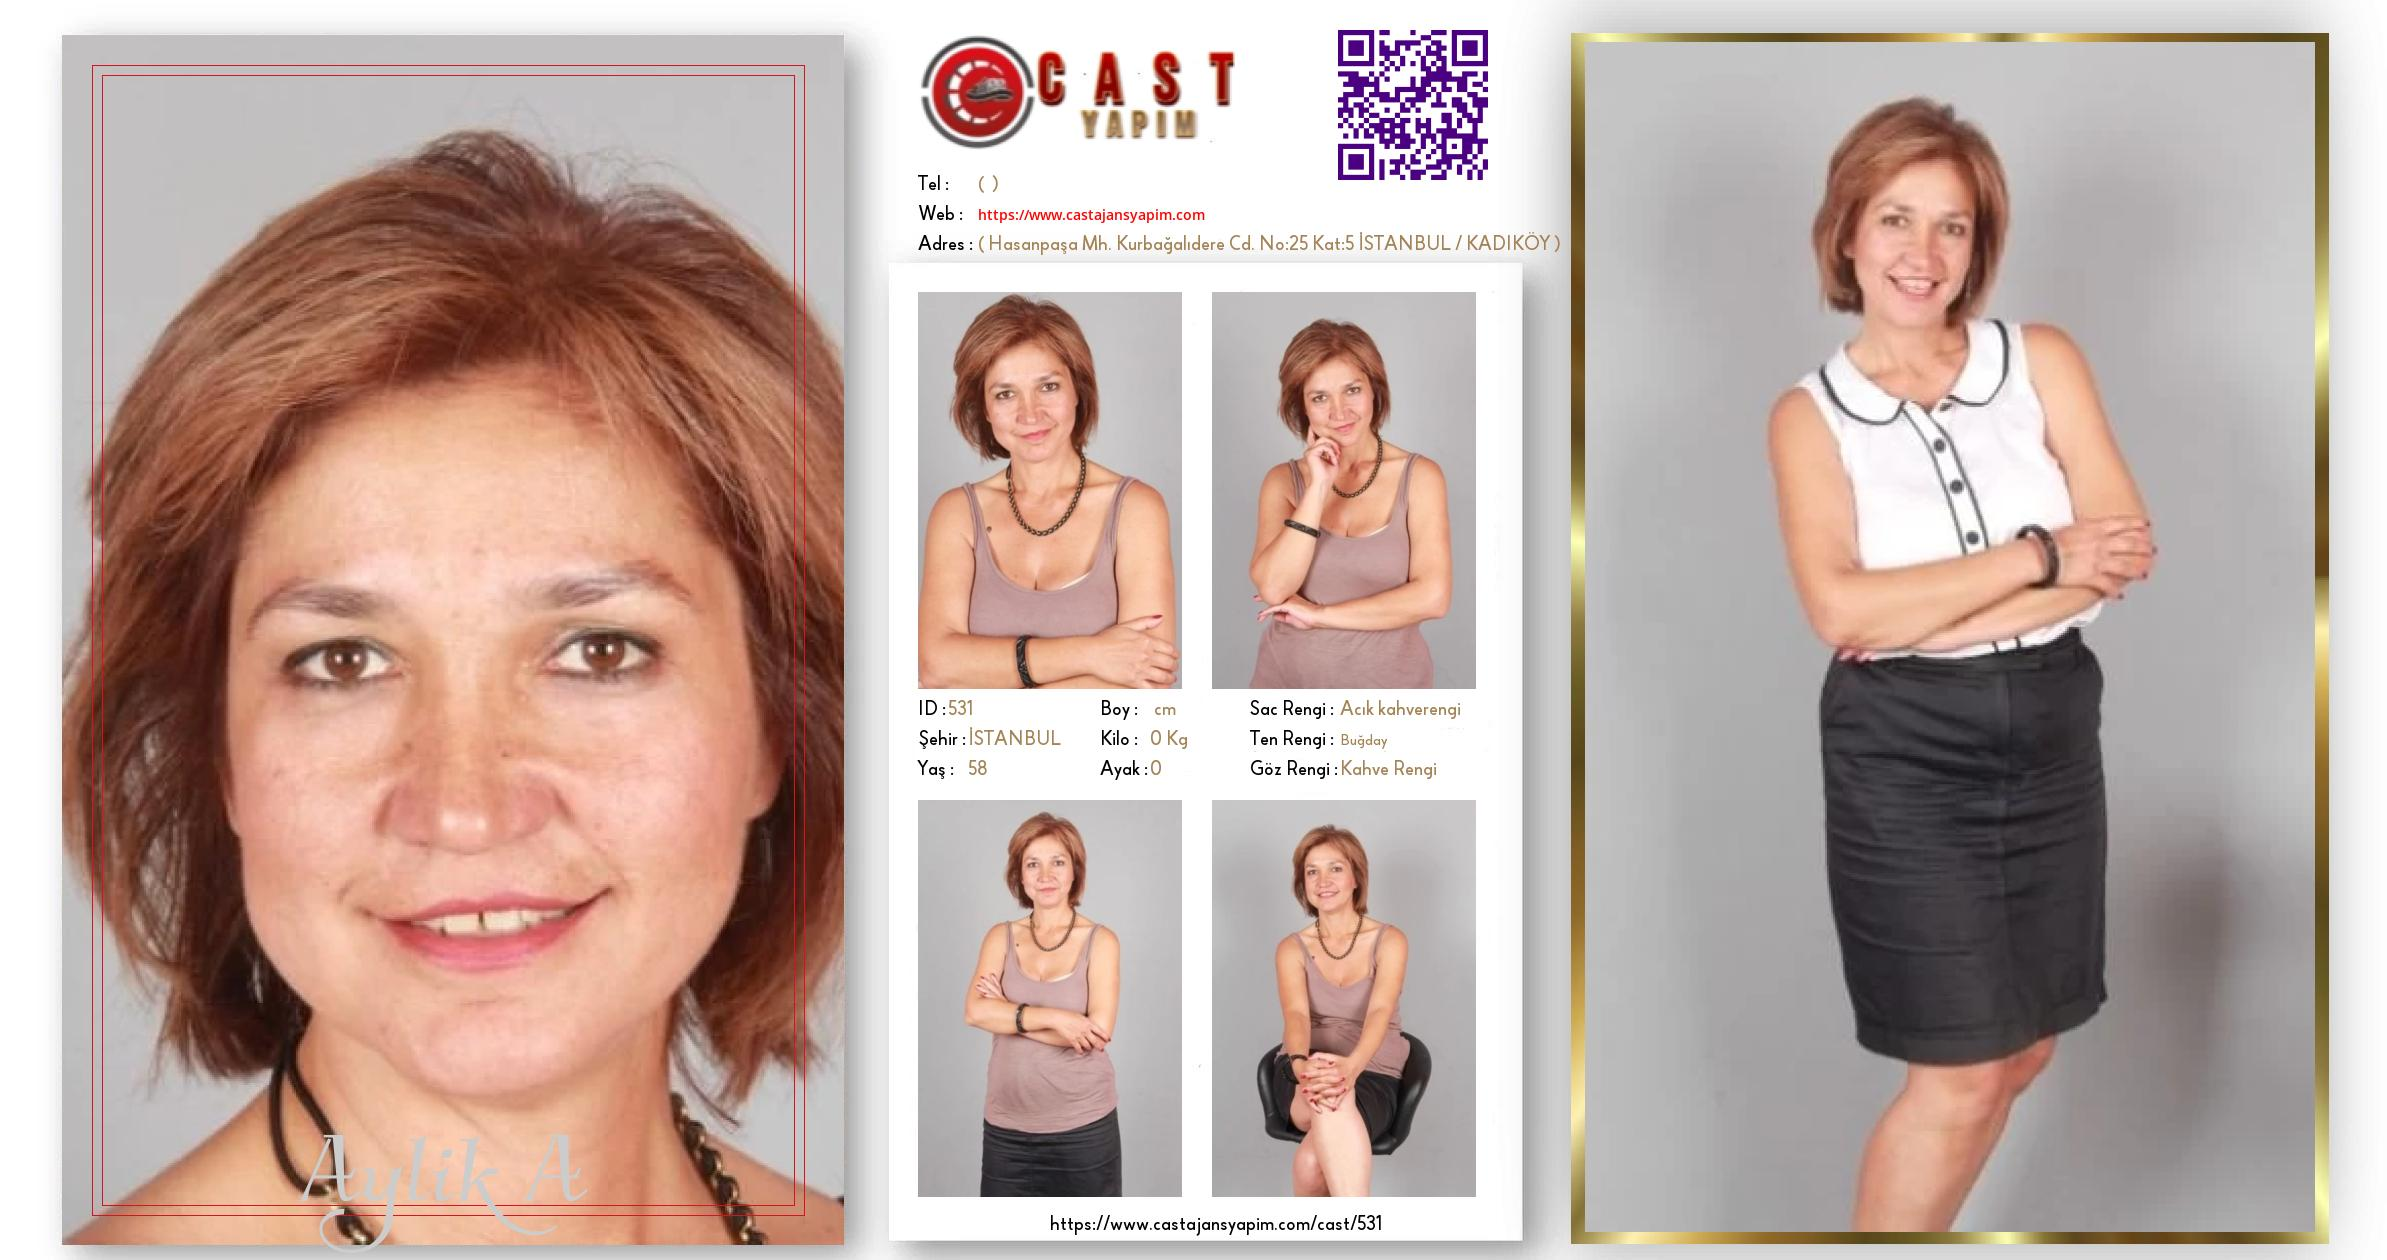 CAST
YAPIM
Tel : ( )
Web : https://www.castajansyapim.com
Adres : ( Hasanpaşa Mh. Kurbağalıdere Cd. No:25 Kat:5 İSTANBUL / KADIKÖY )
ID : 531 Boy : cm Sac Rengi : Acık kahverengi
Şehir : İSTANBUL Kilo : 0 Kg Ten Rengi : Buğday
Yaş : 58 Ayak : 0 Göz Rengi : Kahve Rengi
Aylik A
https://www.castajansyapim.com/cast/531